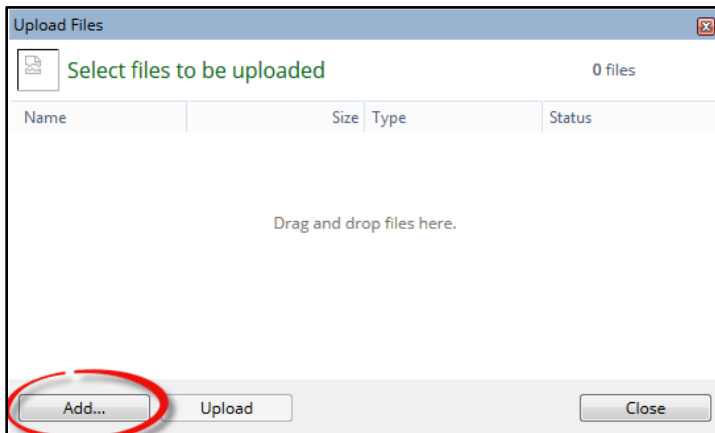 Upload Files
Select files to be uploaded 0 files
Name Size Type Status
Drag and drop files here.
Add... Upload Close